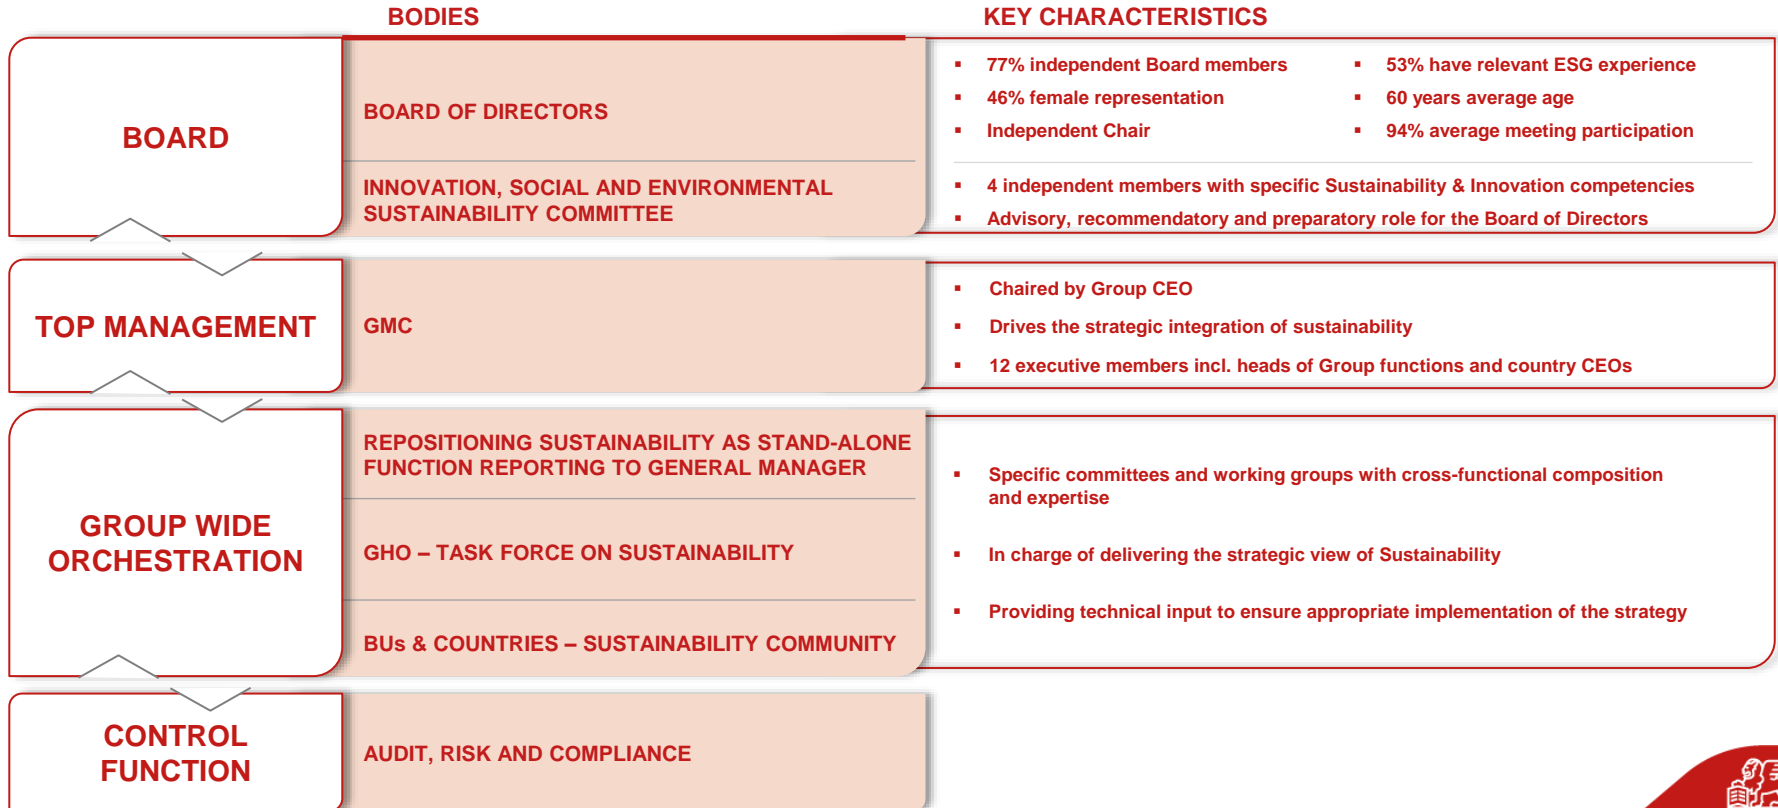 BODIES
KEY CHARACTERISTICS
BOARD
BOARD OF DIRECTORS
▪ 77% independent Board members
▪ 46% female representation
▪ Independent Chair
▪ 53% have relevant ESG experience
▪ 60 years average age
▪ 94% average meeting participation
INNOVATION, SOCIAL AND ENVIRONMENTAL
SUSTAINABILITY COMMITTEE
▪ 4 independent members with specific Sustainability & Innovation competencies
▪ Advisory, recommendatory and preparatory role for the Board of Directors
TOP MANAGEMENT
GMC
▪ Chaired by Group CEO
▪ Drives the strategic integration of sustainability
▪ 12 executive members incl. heads of Group functions and country CEOs
GROUP WIDE
ORCHESTRATION
REPOSITIONING SUSTAINABILITY AS STAND-ALONE
FUNCTION REPORTING TO GENERAL MANAGER
GHO – TASK FORCE ON SUSTAINABILITY
BUs & COUNTRIES – SUSTAINABILITY COMMUNITY
▪ Specific committees and working groups with cross-functional composition
and expertise
▪ In charge of delivering the strategic view of Sustainability
▪ Providing technical input to ensure appropriate implementation of the strategy
CONTROL
FUNCTION
AUDIT, RISK AND COMPLIANCE